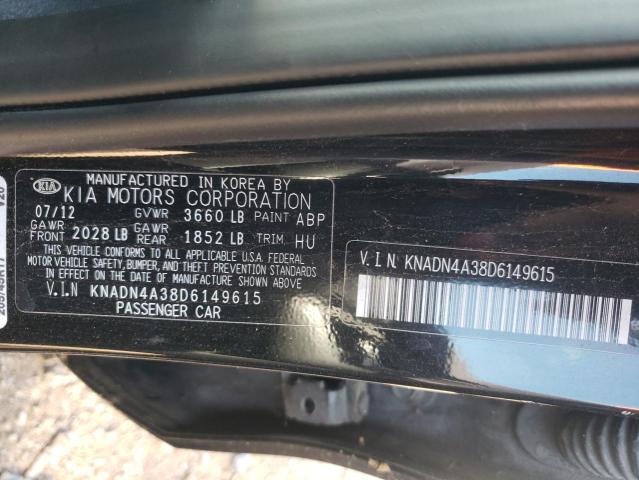 KIA
MANUFACTURED IN KOREA BY
KIA MOTORS CORPORATION
07/12 GVWR 3660 LB PAINT ABP
GAWR FRONT 2028 LB GAWR REAR 1852 LB TRIM HU
THIS VEHICLE CONFORMS TO ALL APPLICABLE U.S.A. FEDERAL
MOTOR VEHICLE SAFETY, BUMPER, AND THEFT PREVENTION STANDARDS
IN EFFECT ON THE DATE OF MANUFACTURE SHOWN ABOVE
V.I.N KNADN4A38D6149615
PASSENGER CAR
V.I.N KNADN4A38D6149615